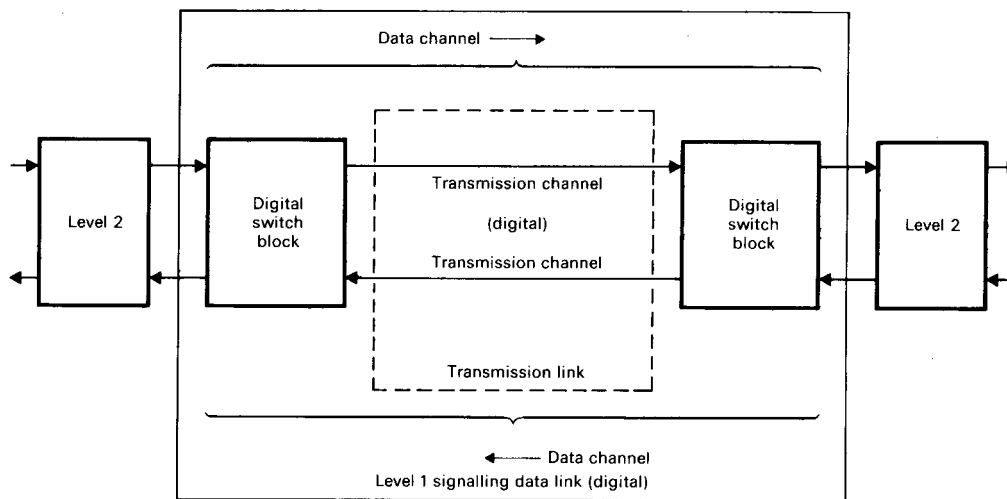 Data channel
Level 2
Digital
switch
block
Transmission channel
(digital)
Transmission channel
Transmission link
Digital
switch
block
Level 2
Data channel
Level 1 signalling data link (digital)